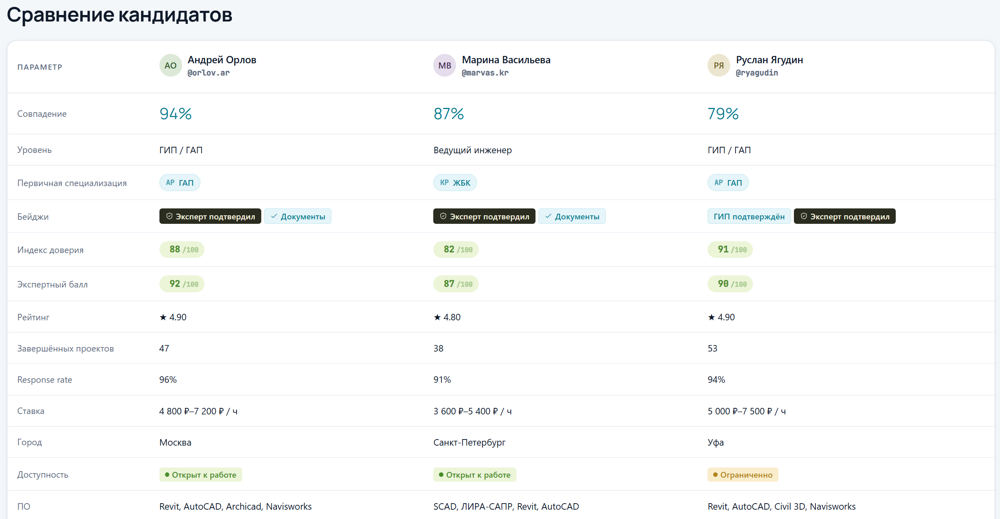 Сравнение кандидатов
ПАРАМЕТР
АО Андрей Орлов @orlov.ar
МВ Марина Васильева @marvas.kr
РЯ Руслан Ягудин @ryagudin
Совпадение 94% 87% 79%
Уровень ГИП / ГАП Ведущий инженер ГИП / ГАП
Первичная специализация АР ГАП КР ЖБК АР ГАП
Бейджи Эксперт подтвердил Документы Эксперт подтвердил Документы ГИП подтверждён Эксперт подтвердил
Индекс доверия 88 /100 82 /100 91 /100
Экспертный балл 92 /100 87 /100 90 /100
Рейтинг ★ 4.90 ★ 4.80 ★ 4.90
Завершённых проектов 47 38 53
Response rate 96% 91% 94%
Ставка 4 800 ₽–7 200 ₽ / ч 3 600 ₽–5 400 ₽ / ч 5 000 ₽–7 500 ₽ / ч
Город Москва Санкт-Петербург Уфа
Доступность Открыт к работе Открыт к работе Ограниченно
ПО Revit, AutoCAD, Archicad, Navisworks SCAD, ЛИРА-САПР, Revit, AutoCAD Revit, AutoCAD, Civil 3D, Navisworks